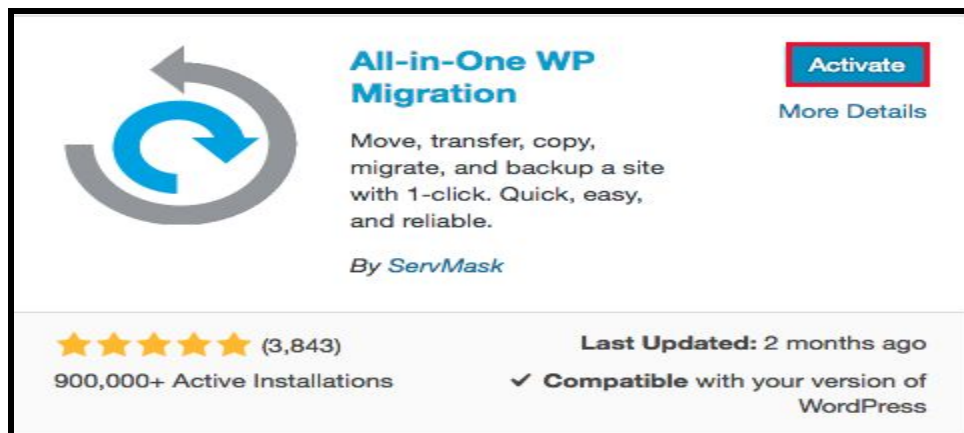 All-in-One WP
Migration
Activate
More Details
Move, transfer, copy,
migrate, and backup a site
with 1-click. Quick, easy,
and reliable.
By ServMask
(3,843)
900,000+ Active Installations
Last Updated: 2 months ago
✓ Compatible with your version of
WordPress